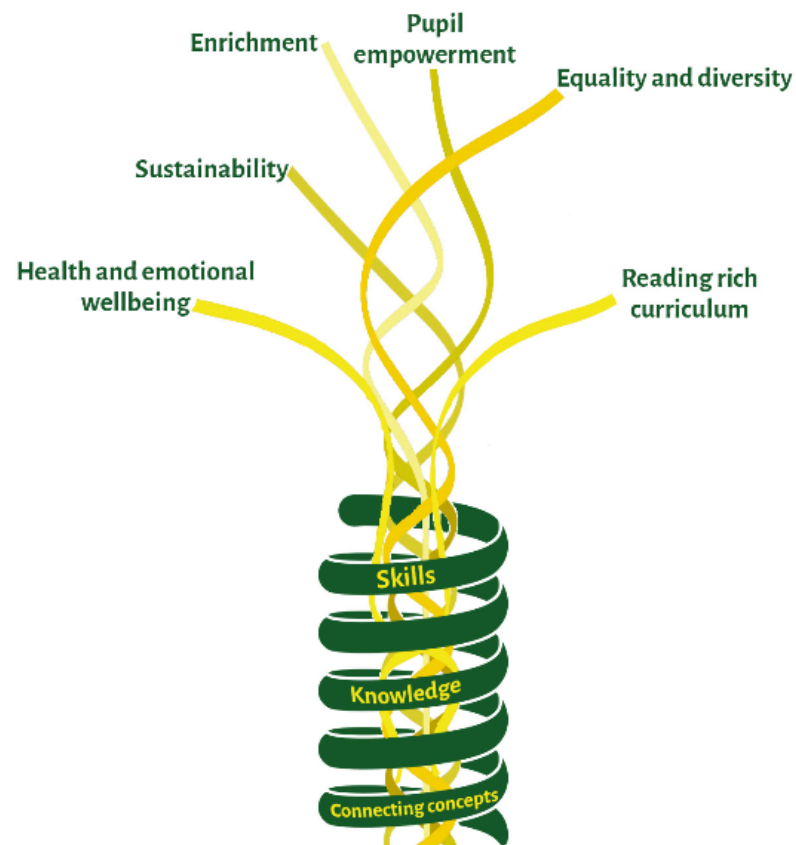 Enrichment
Pupil
empowerment
Equality and diversity
Sustainability
Health and emotional
wellbeing
Reading rich
curriculum
Skills
Knowledge
Connecting concepts